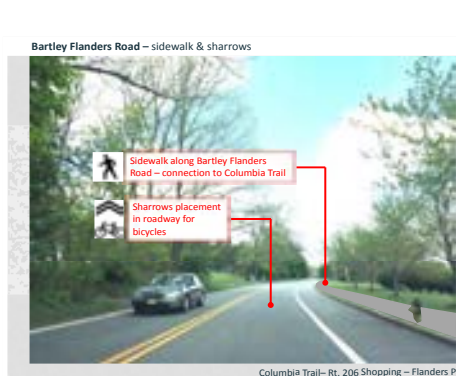 Bartley Flanders Road – sidewalk & sharrows
Sidewalk along Bartley Flanders
Road – connection to Columbia Trail
Sharrows placement
in roadway for
bicycles
Columbia Trail– Rt. 206 Shopping – Flanders P